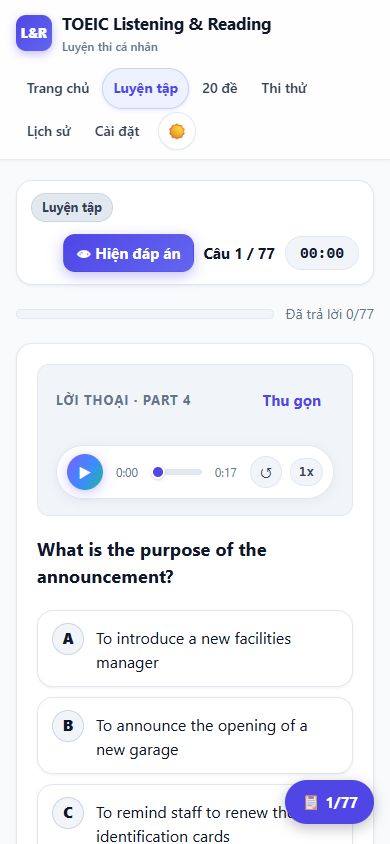 L&R
TOEIC Listening & Reading
Luyện thi cá nhân
Trang chủ
Luyện tập
20 đề
Thi thử
Lịch sử
Cài đặt
Luyện tập
Hiện đáp án
Câu 1 / 77
00:00
Đã trả lời 0/77
LỜI THOẠI · PART 4
Thu gọn
0:00
0:17
1x
What is the purpose of the
announcement?
A
To introduce a new facilities
manager
B
To announce the opening of a
new garage
C
To remind staff to renew
identification cards
1/77